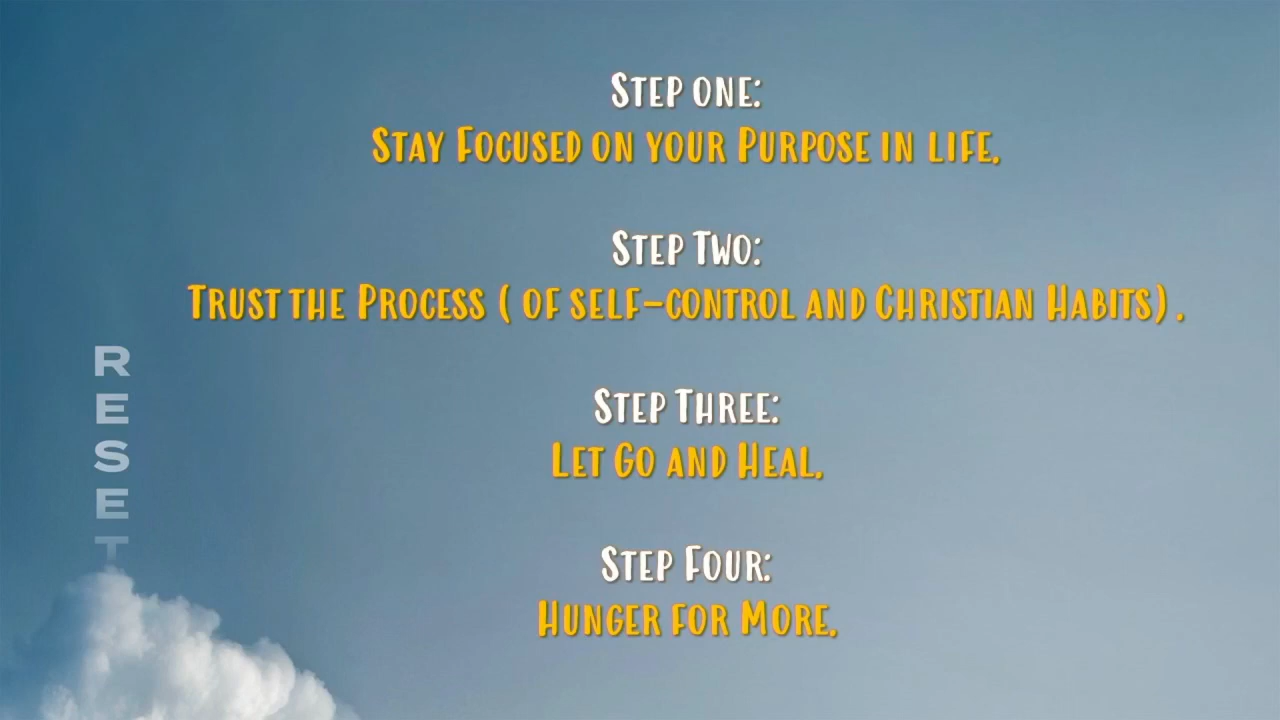 Step one:
Stay Focused on your Purpose in life.
Step Two:
Trust the Process ( of self-control and Christian Habits) .
Step Three:
Let Go and Heal.
Step Four:
Hunger for More.
RESET